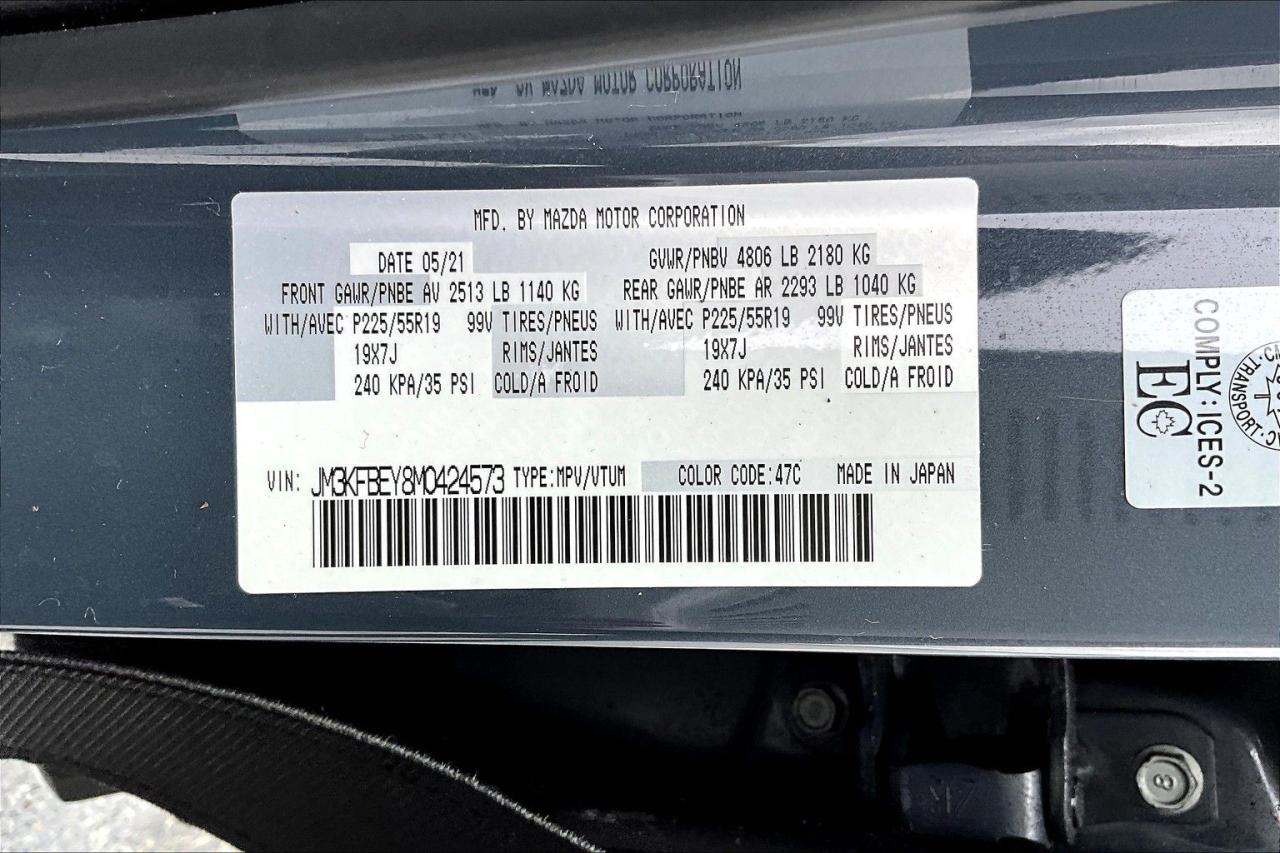 MFD. BY MAZDA MOTOR CORPORATION
DATE 05/21 GVWR/PNBV 4806 LB 2180 KG
FRONT GAWR/PNBE AV 2513 LB 1140 KG REAR GAWR/PNBE AR 2293 LB 1040 KG
WITH/AVEC P225/55R19 99V TIRES/PNEUS WITH/AVEC P225/55R19 99V TIRES/PNEUS
19X7J RIMS/JANTES 19X7J RIMS/JANTES
240 KPA/35 PSI COLD/A FROID 240 KPA/35 PSI COLD/A FROID
VIN: JM3KFBEY8M0424573 TYPE:MPV/VTUM COLOR CODE:47C MADE IN JAPAN
COMPLY:ICES-2
EC
TRANSPORT
8